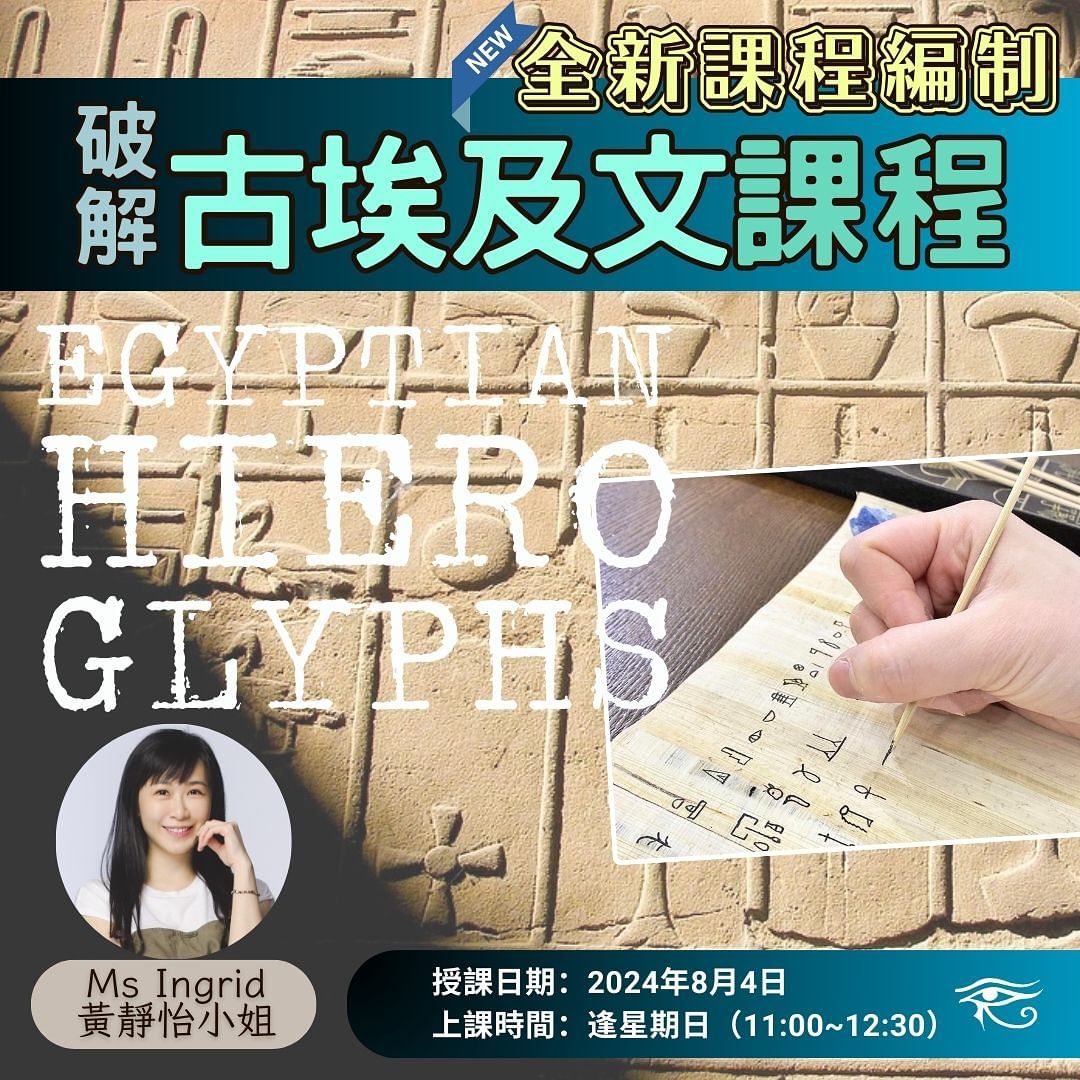 NEW
全新課程編制
破解
古埃及文課程
EGYPTIAN
HIERO
GLYPHS
Ms Ingrid
黃靜怡小姐
授課日期：2024年8月4日
上課時間：逢星期日（11:00~12:30）